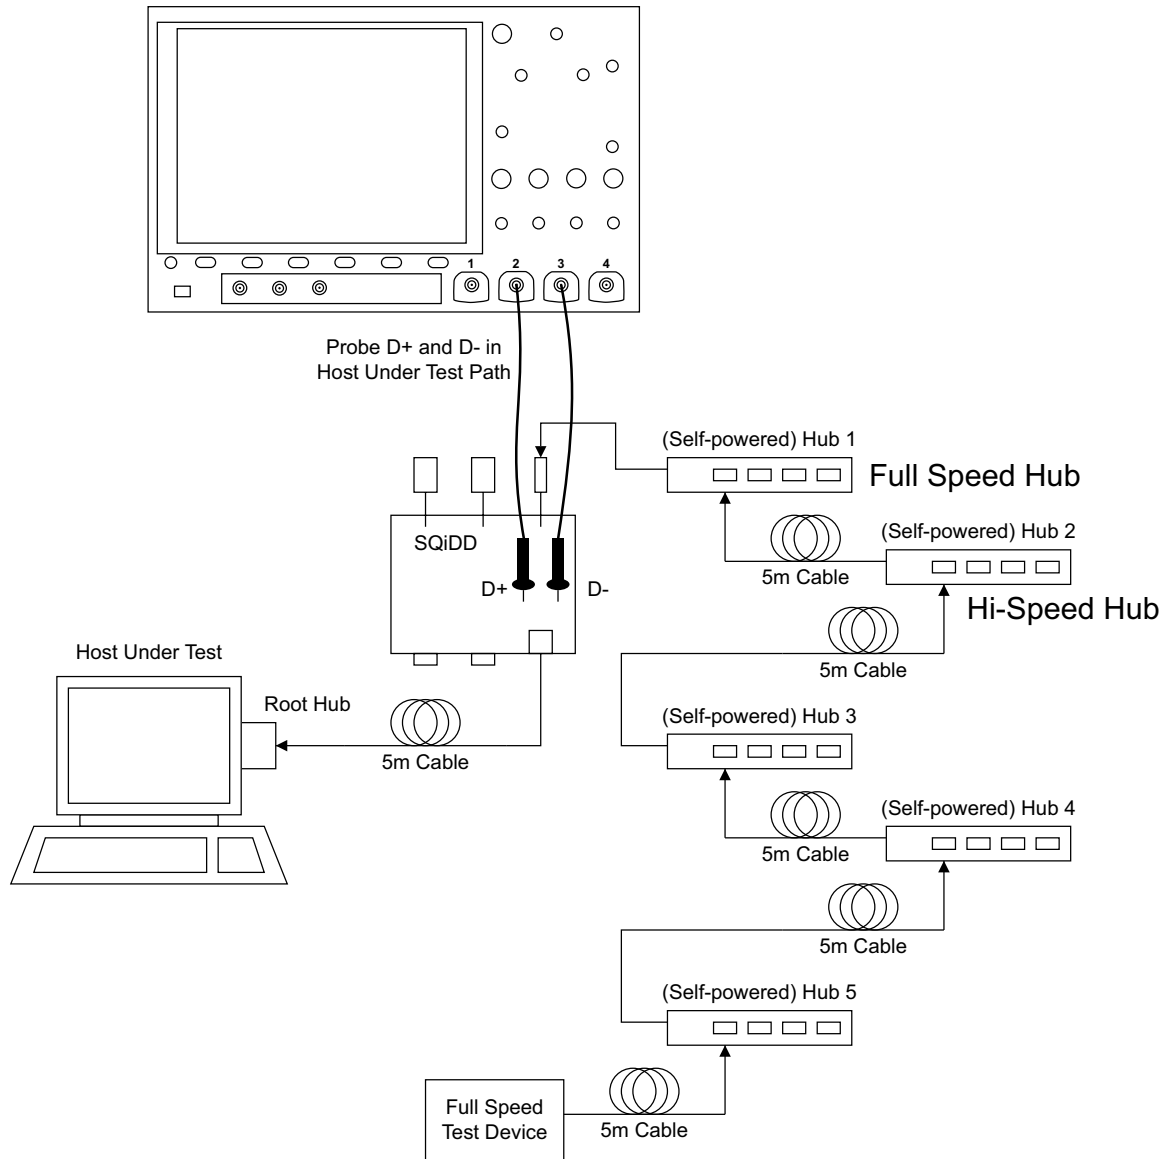 1 2 3 4
Probe D+ and D- in
Host Under Test Path
(Self-powered) Hub 1
Full Speed Hub
SQiDD
(Self-powered) Hub 2
5m Cable
D+
D-
Hi-Speed Hub
Host Under Test
5m Cable
Root Hub
(Self-powered) Hub 3
5m Cable
(Self-powered) Hub 4
5m Cable
5m Cable
(Self-powered) Hub 5
Full Speed
Test Device
5m Cable